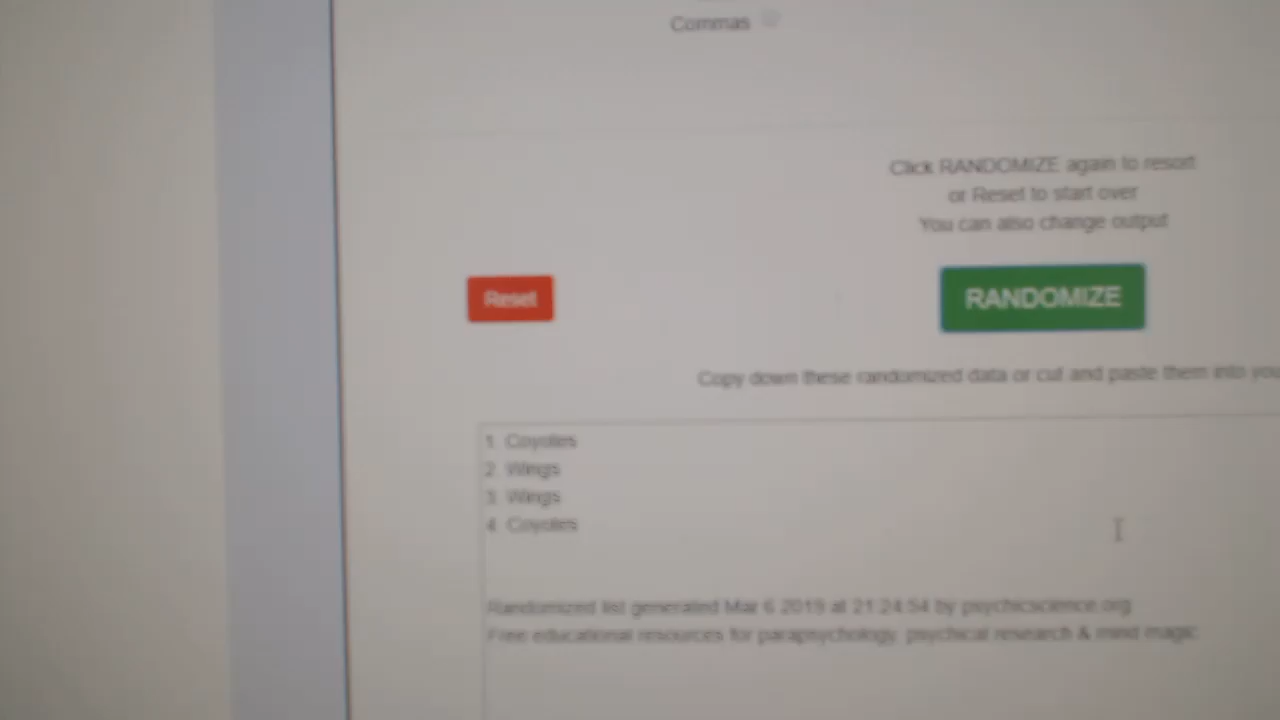 Commas
Click RANDOMIZE again to resort
or Reset to start over
You can also change output
Reset
RANDOMIZE
Copy down these randomized data or cut and paste them into you
1. Coyotes
2. Wings
3. Wings
4. Coyotes
Randomized list generated Mar 6 2019 at 21:24:54 by psychicscience.org
Free educational resources for parapsychology, psychical research & mind magic